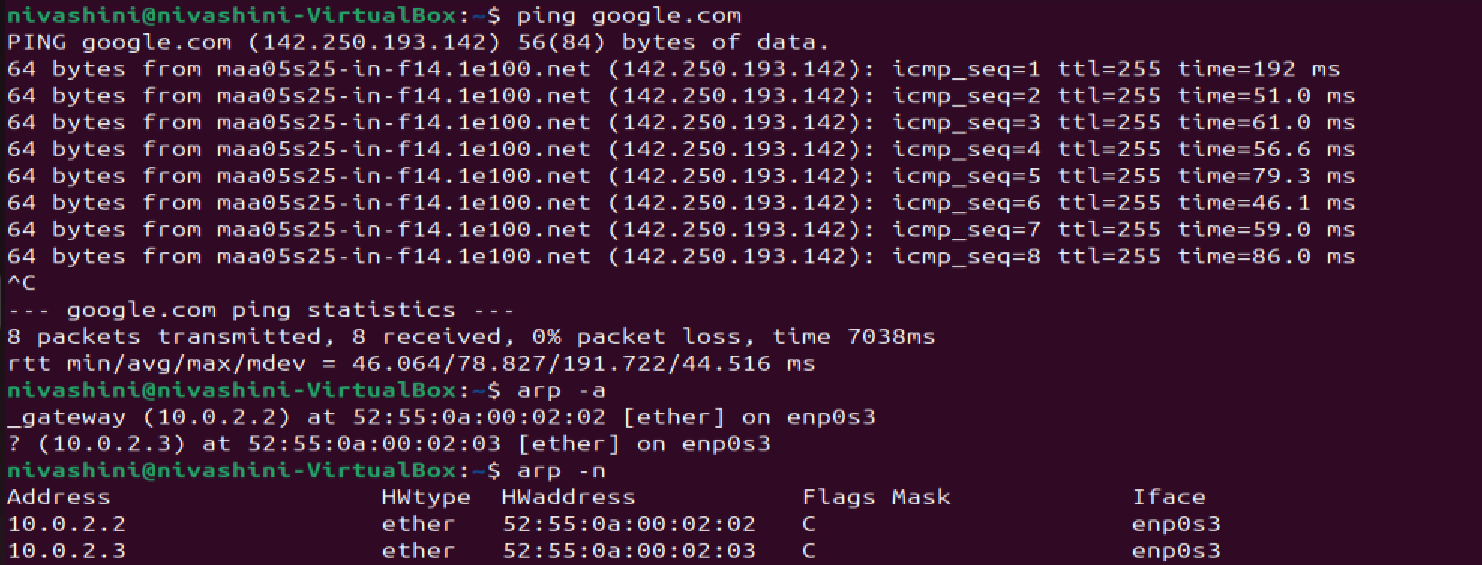 nivashini@nivashini-VirtualBox:~$ ping google.com
PING google.com (142.250.193.142) 56(84) bytes of data.
64 bytes from maa05s25-in-f14.1e100.net (142.250.193.142): icmp_seq=1 ttl=255 time=192 ms
64 bytes from maa05s25-in-f14.1e100.net (142.250.193.142): icmp_seq=2 ttl=255 time=51.0 ms
64 bytes from maa05s25-in-f14.1e100.net (142.250.193.142): icmp_seq=3 ttl=255 time=61.0 ms
64 bytes from maa05s25-in-f14.1e100.net (142.250.193.142): icmp_seq=4 ttl=255 time=56.6 ms
64 bytes from maa05s25-in-f14.1e100.net (142.250.193.142): icmp_seq=5 ttl=255 time=79.3 ms
64 bytes from maa05s25-in-f14.1e100.net (142.250.193.142): icmp_seq=6 ttl=255 time=46.1 ms
64 bytes from maa05s25-in-f14.1e100.net (142.250.193.142): icmp_seq=7 ttl=255 time=59.0 ms
64 bytes from maa05s25-in-f14.1e100.net (142.250.193.142): icmp_seq=8 ttl=255 time=86.0 ms
^C
--- google.com ping statistics ---
8 packets transmitted, 8 received, 0% packet loss, time 7038ms
rtt min/avg/max/mdev = 46.064/78.827/191.722/44.516 ms
nivashini@nivashini-VirtualBox:~$ arp -a
_gateway (10.0.2.2) at 52:55:0a:00:02:02 [ether] on enp0s3
? (10.0.2.3) at 52:55:0a:00:02:03 [ether] on enp0s3
nivashini@nivashini-VirtualBox:~$ arp -n
Address HWtype HWaddress Flags Mask Iface
10.0.2.2 ether 52:55:0a:00:02:02 C enp0s3
10.0.2.3 ether 52:55:0a:00:02:03 C enp0s3